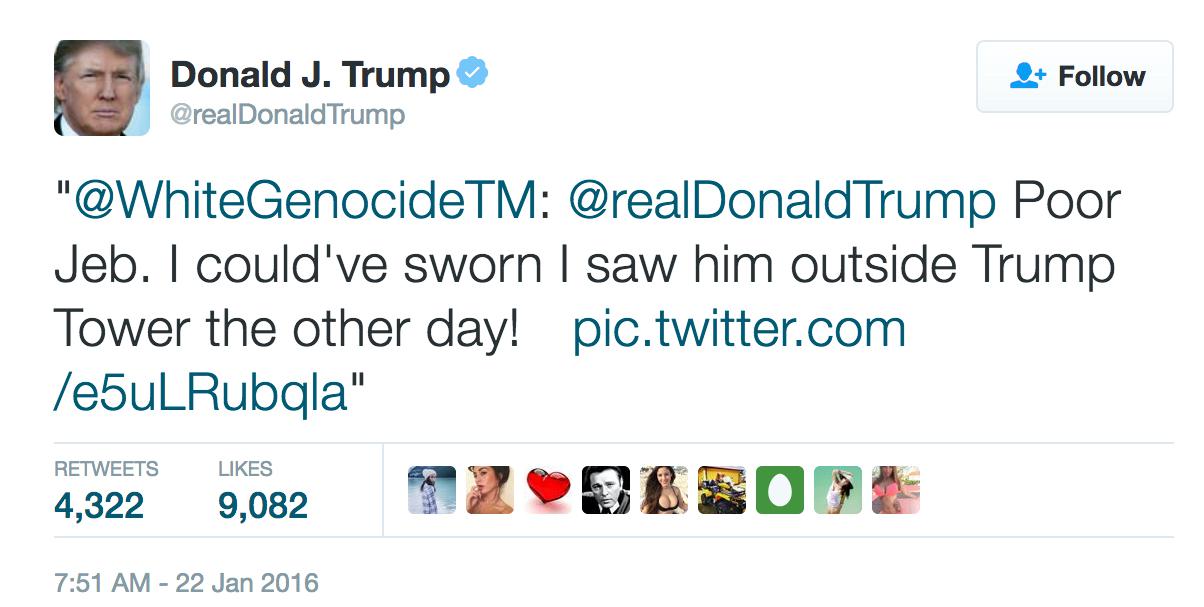 Donald J. Trump
@realDonaldTrump
Follow
"@WhiteGenocideTM: @realDonaldTrump Poor
Jeb. I could've sworn I saw him outside Trump
Tower the other day! pic.twitter.com
/e5uLRubqla"
RETWEETS LIKES
4,322 9,082
7:51 AM - 22 Jan 2016